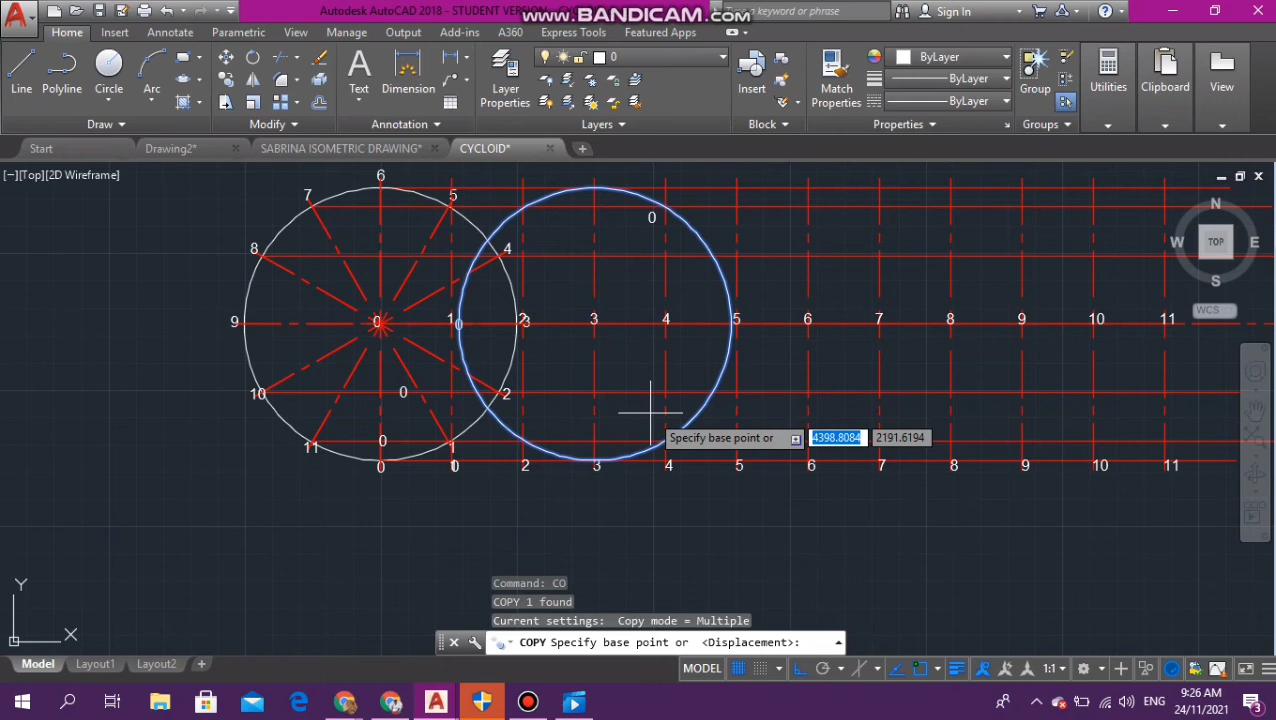 Autodesk AutoCAD 2018 - STUDENT VERSION - CYCLOID
www.BANDICAM.com
Type a keyword or phrase
Sign In
Home Insert Annotate Parametric View Manage Output Add-ins A360 Express Tools Featured Apps
Line Polyline Circle Arc
Text Dimension
Layer Properties
0
Insert
Match Properties
ByLayer
ByLayer
ByLayer
Group
Utilities
Clipboard
View
Draw Modify Annotation Layers Block Properties Groups
Start Drawing2* SABRINA ISOMETRIC DRAWING* CYCLOID*
[−][Top][2D Wireframe]
6
7 5
0
8 4
9 0 1 0 2 3 3 4 5 6 7 8 9 10 11
10 0 2
11 0 1
0 1 0 2 3 4 5 6 7 8 9 10 11
N
W TOP E
S
WCS
Specify base point or 4398.8084 2191.6194
Y
X
Command: CO
COPY 1 found
Current settings: Copy mode = Multiple
COPY Specify base point or <Displacement>:
Model Layout1 Layout2
MODEL
1:1
ENG
9:26 AM
24/11/2021
3